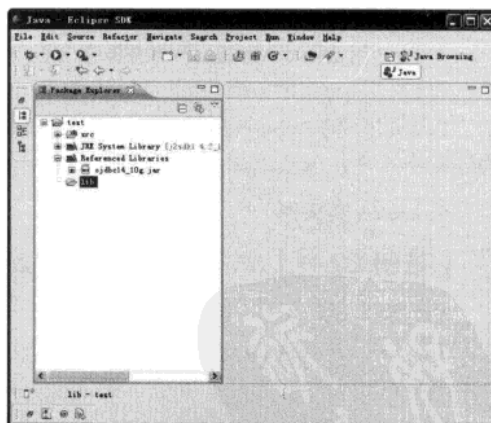 Java - Eclipse SDK
File Edit Source Refactor Navigate Search Project Run Window Help
Java Browsing
Java
Package Explorer
test
src
JRE System Library
Referenced Libraries
ojdbc14_10g.jar
lib
lib - test